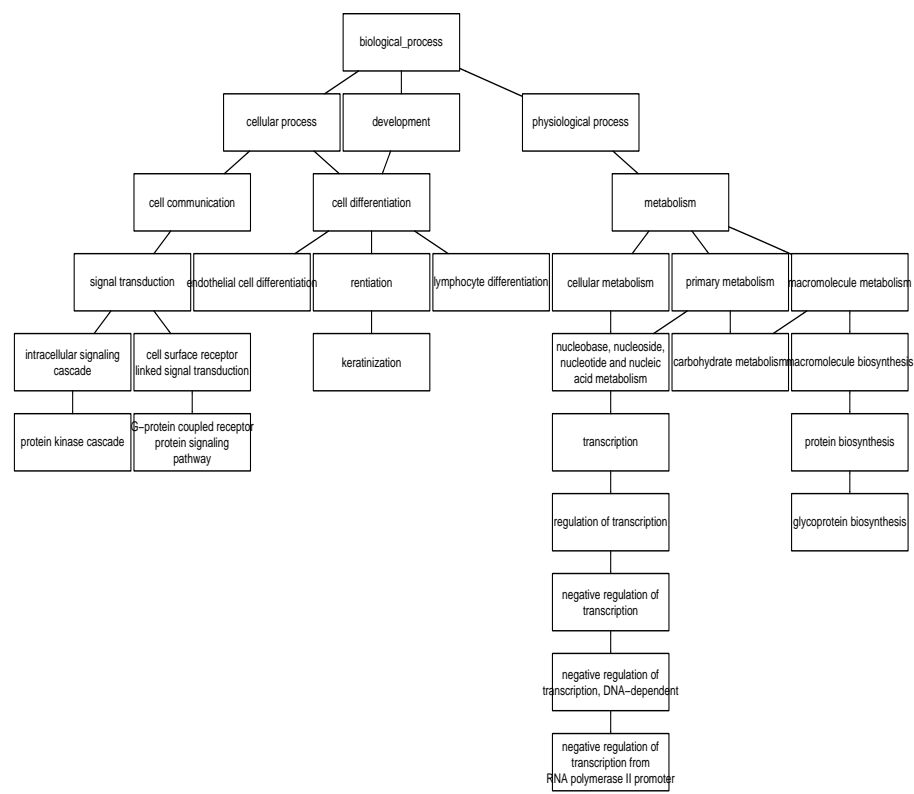 biological_process
cellular process
development
physiological process
cell communication
cell differentiation
metabolism
signal transduction
endothelial cell differentiation
rentiation
lymphocyte differentiation
cellular metabolism
primary metabolism
macromolecule metabolism
intracellular signaling
cascade
cell surface receptor
linked signal transduction
keratinization
nucleobase, nucleoside,
nucleotide and nucleic
acid metabolism
carbohydrate metabolism
macromolecule biosynthesis
protein kinase cascade
G−protein coupled receptor
protein signaling
pathway
transcription
protein biosynthesis
regulation of transcription
glycoprotein biosynthesis
negative regulation of
transcription
negative regulation of
transcription, DNA−dependent
negative regulation of
transcription from
RNA polymerase II promoter